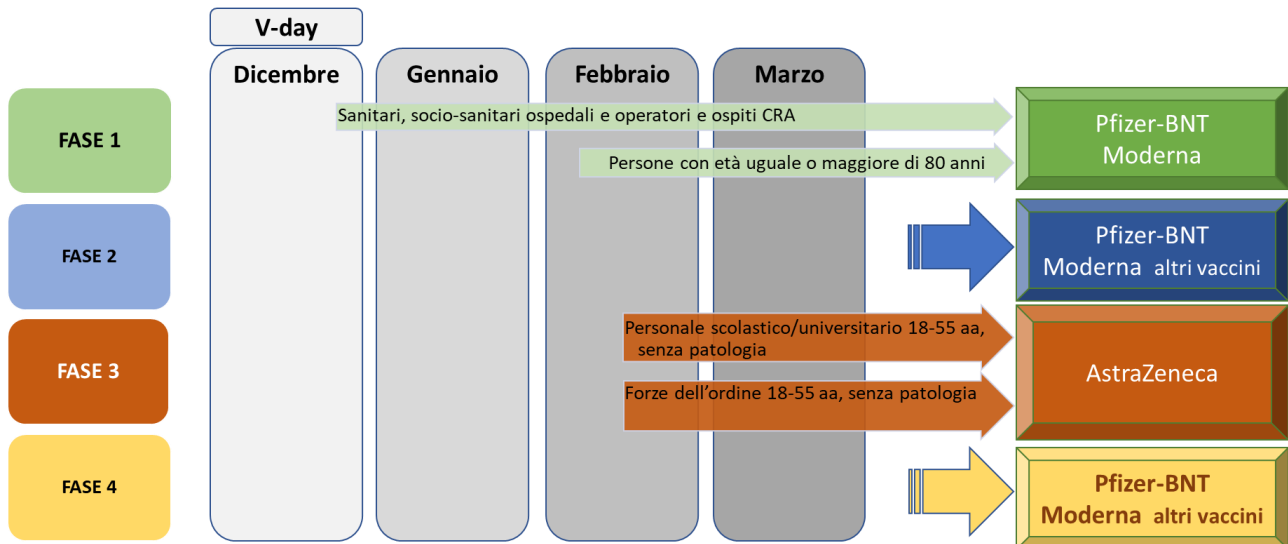 V-day
Dicembre
Gennaio
Febbraio
Marzo
FASE 1
Sanitari, socio-sanitari ospedali e operatori e ospiti CRA
Persone con età uguale o maggiore di 80 anni
Pfizer-BNT
Moderna
FASE 2
Pfizer-BNT
Moderna altri vaccini
FASE 3
Personale scolastico/universitario 18-55 aa,
senza patologia
Forze dell'ordine 18-55 aa, senza patologia
AstraZeneca
FASE 4
Pfizer-BNT
Moderna altri vaccini